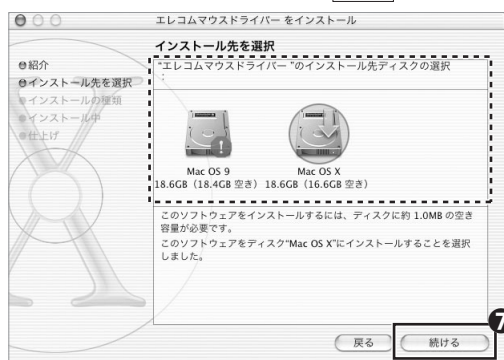 エレコムマウスドライバー をインストール
インストール先を選択
紹介
インストール先を選択
インストールの種類
インストール中
仕上げ
"エレコムマウスドライバー "のインストール先ディスクの選択
:
Mac OS 9
18.6GB（18.4GB 空き）
Mac OS X
18.6GB（16.6GB 空き）
このソフトウェアをインストールするには、ディスクに約 1.0MB の空き
容量が必要です。
このソフトウェアをディスク"Mac OS X"にインストールすることを選択
しました。
戻る
続ける
7